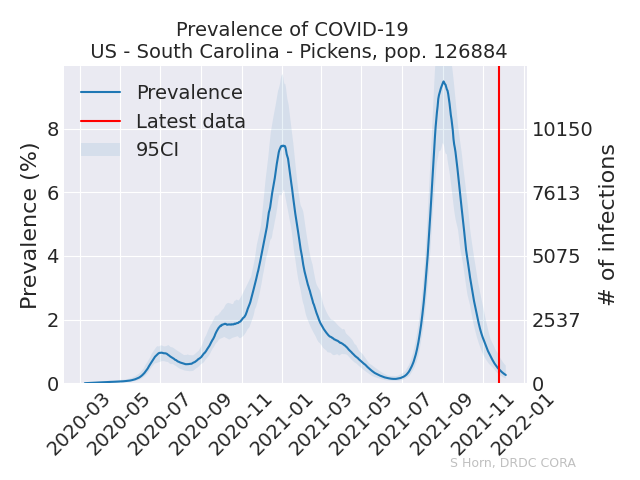 Prevalence of COVID-19
US - South Carolina - Pickens, pop. 126884
Prevalence
Latest data
95CI
Prevalence (%)
8
6
4
2
0
10150
7613
5075
2537
0
# of infections
2020-03
2020-05
2020-07
2020-09
2020-11
2021-01
2021-03
2021-05
2021-07
2021-09
2021-11
2022-01
S Horn, DRDC CORA